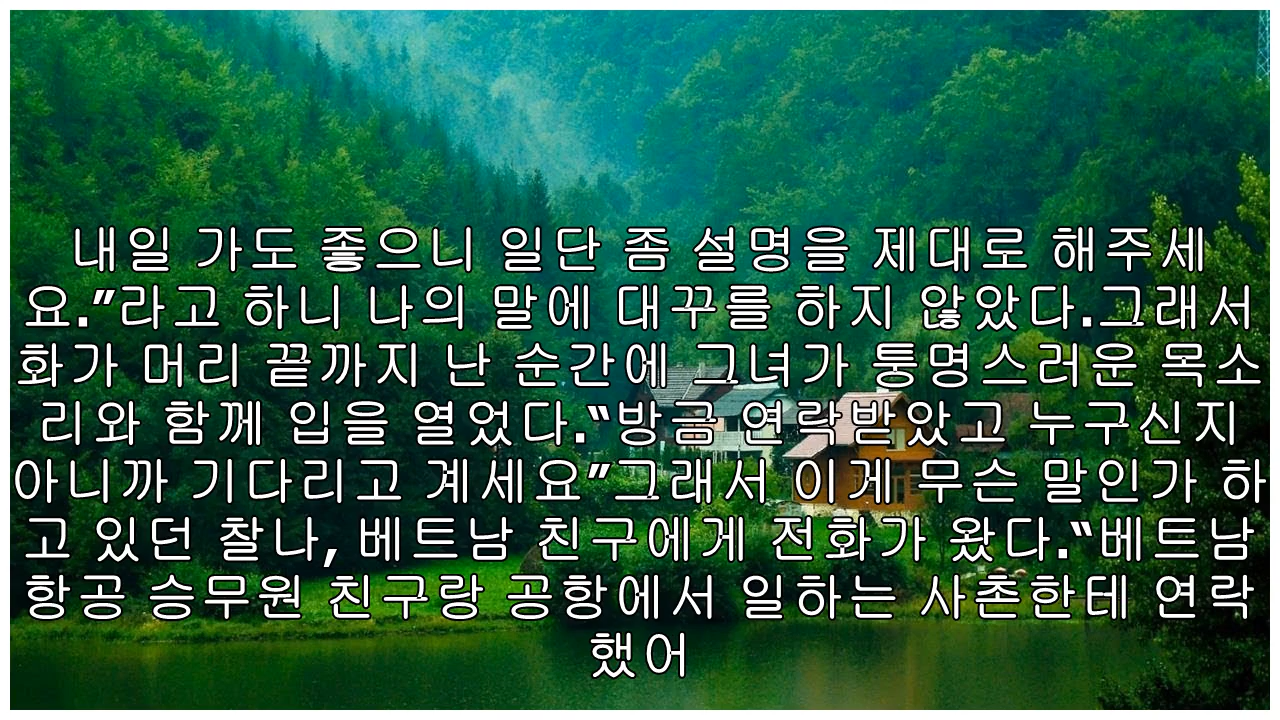 내일 가도 좋으니 일단 좀 설명을 제대로 해주세
요.”라고 하니 나의 말에 대꾸를 하지 않았다.그래서
화가 머리 끝까지 난 순간에 그녀가 퉁명스러운 목소
리와 함께 입을 열었다.“방금 연락받았고 누구신지
아니까 기다리고 계세요”그래서 이게 무슨 말인가 하
고 있던 찰나, 베트남 친구에게 전화가 왔다.“베트남
항공 승무원 친구랑 공항에서 일하는 사촌한테 연락
했어